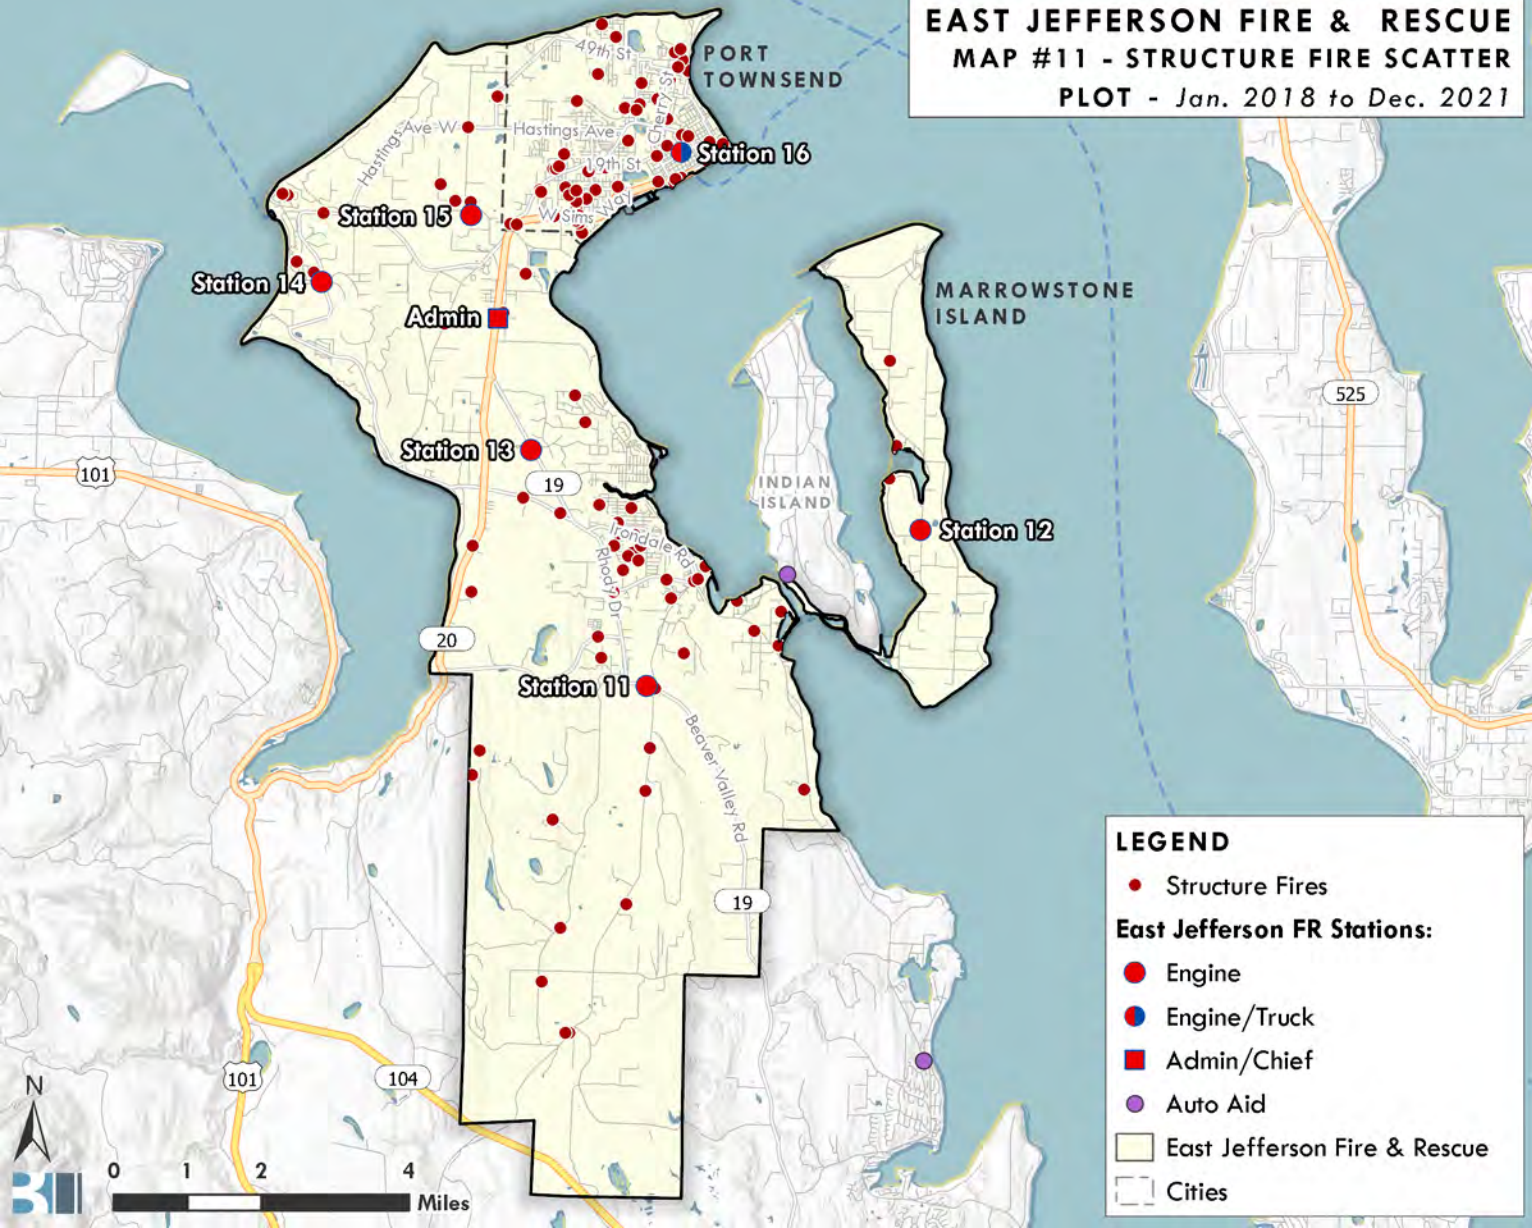 EAST JEFFERSON FIRE & RESCUE
MAP #11 - STRUCTURE FIRE SCATTER
PLOT - Jan. 2018 to Dec. 2021
PORT
TOWNSEND
49th St
Cherry St
Hastings Ave W
Hastings Ave
19th St
Station 16
W Sims Way
Station 15
Station 14
Admin
MARROWSTONE
ISLAND
525
Station 13
19
101
INDIAN
ISLAND
Irondale Rd
Station 12
Rhody Dr
20
Station 11
Beaver Valley Rd
19
101
104
N
0 1 2 4
Miles
LEGEND
Structure Fires
East Jefferson FR Stations:
Engine
Engine/Truck
Admin/Chief
Auto Aid
East Jefferson Fire & Rescue
Cities